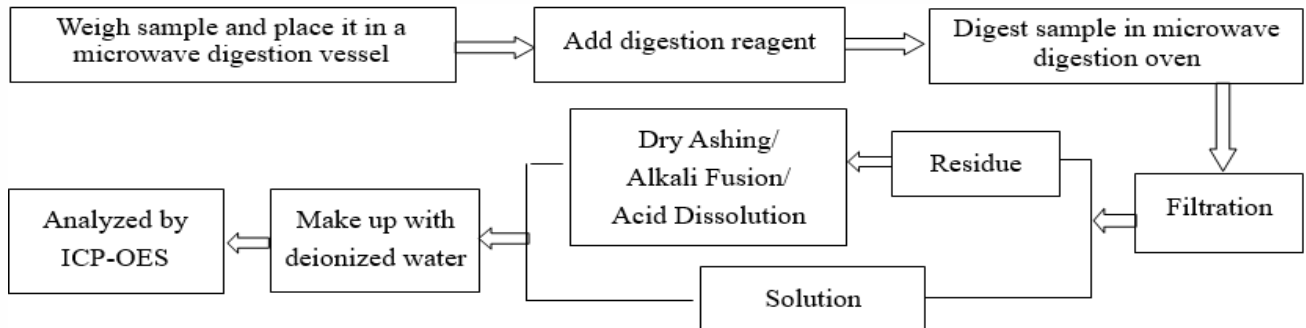 Weigh sample and place it in a
microwave digestion vessel
Add digestion reagent
Digest sample in microwave
digestion oven
Filtration
Residue
Dry Ashing/
Alkali Fusion/
Acid Dissolution
Solution
Make up with
deionized water
Analyzed by
ICP-OES